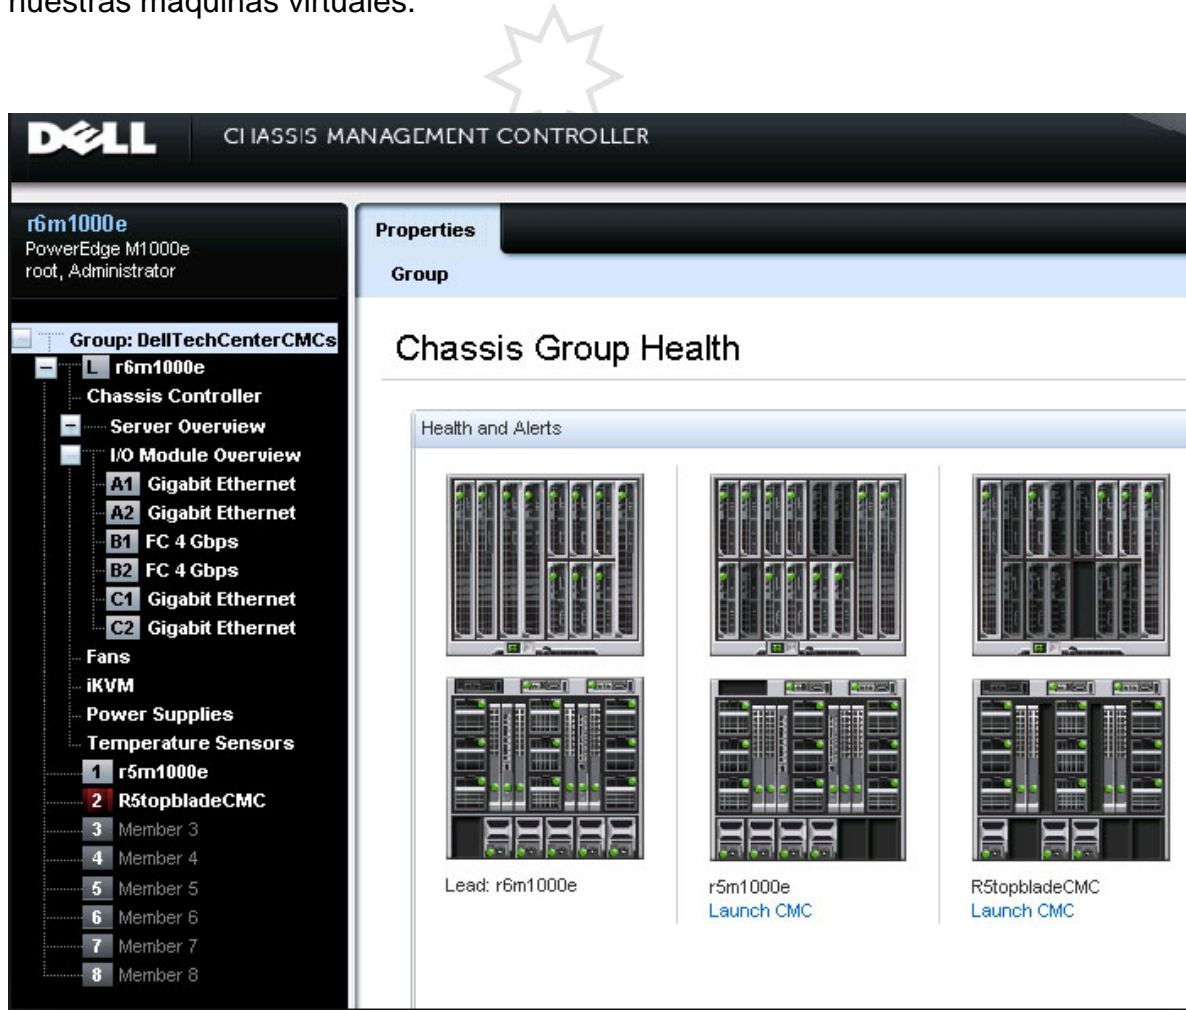 nuestras máquinas virtuales.
DELL
CHASSIS MANAGEMENT CONTROLLER
r6m1000e
PowerEdge M1000e
root, Administrator
Properties
Group
Group: DellTechCenterCMCs
L r6m1000e
Chassis Controller
Server Overview
I/O Module Overview
A1 Gigabit Ethernet
A2 Gigabit Ethernet
B1 FC 4 Gbps
B2 FC 4 Gbps
C1 Gigabit Ethernet
C2 Gigabit Ethernet
Fans
iKVM
Power Supplies
Temperature Sensors
1 r5m1000e
2 R5topbladeCMC
3 Member 3
4 Member 4
5 Member 5
6 Member 6
7 Member 7
8 Member 8
Chassis Group Health
Health and Alerts
Lead: r6m1000e
r5m1000e
Launch CMC
R5topbladeCMC
Launch CMC